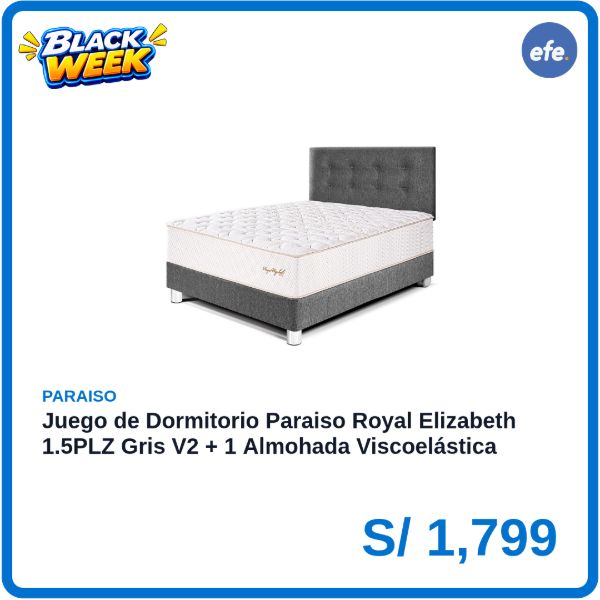 BLACK
WEEK
efe.
PARAISO
Juego de Dormitorio Paraiso Royal Elizabeth
1.5PLZ Gris V2 + 1 Almohada Viscoelástica
S/ 1,799